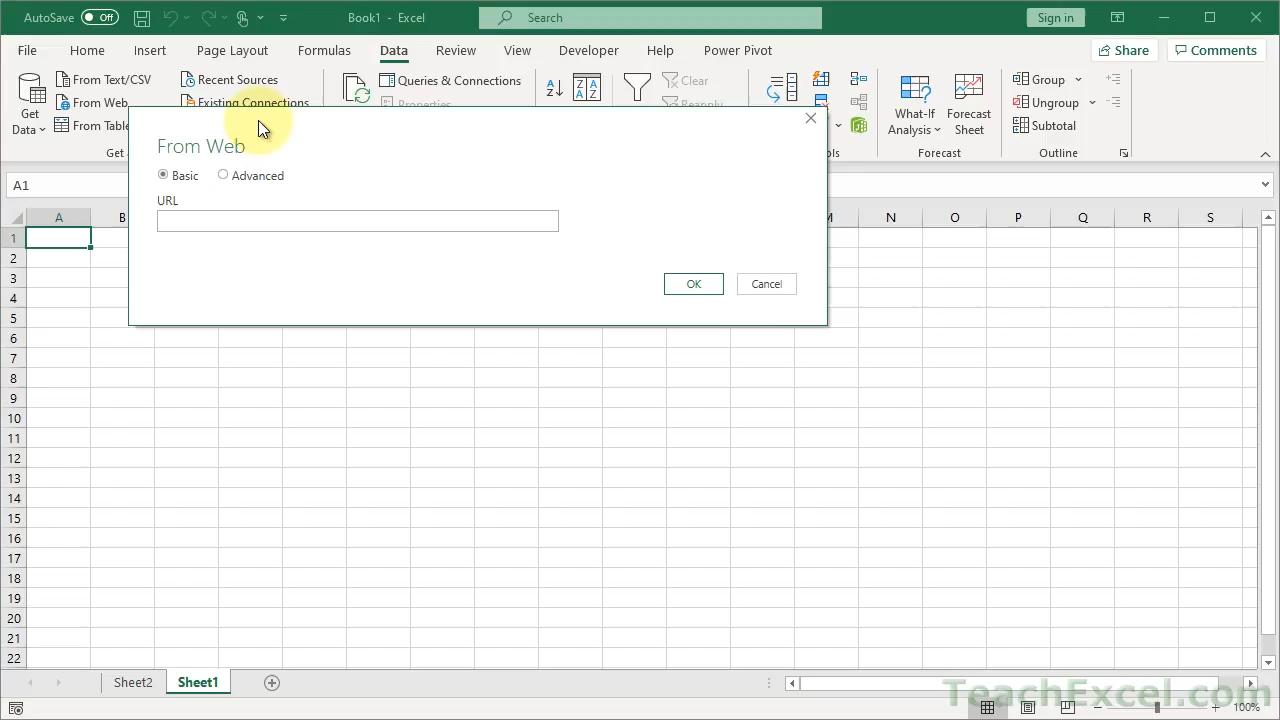 AutoSave Off Book1 - Excel Search Sign in
File Home Insert Page Layout Formulas Data Review View Developer Help Power Pivot Share Comments
From Text/CSV Recent Sources Queries & Connections Clear Group
From Web Existing Connections Properties Reapply Ungroup
Get Data From Table What-If Analysis Forecast Sheet Subtotal
Get Forecast Outline
From Web
Basic Advanced
URL
OK Cancel
A1
A B M N O P Q R S
1
2
3
4
5
6
7
8
9
10
11
12
13
14
15
16
17
18
19
20
21
22
Sheet2 Sheet1
TeachExcel.com
100%